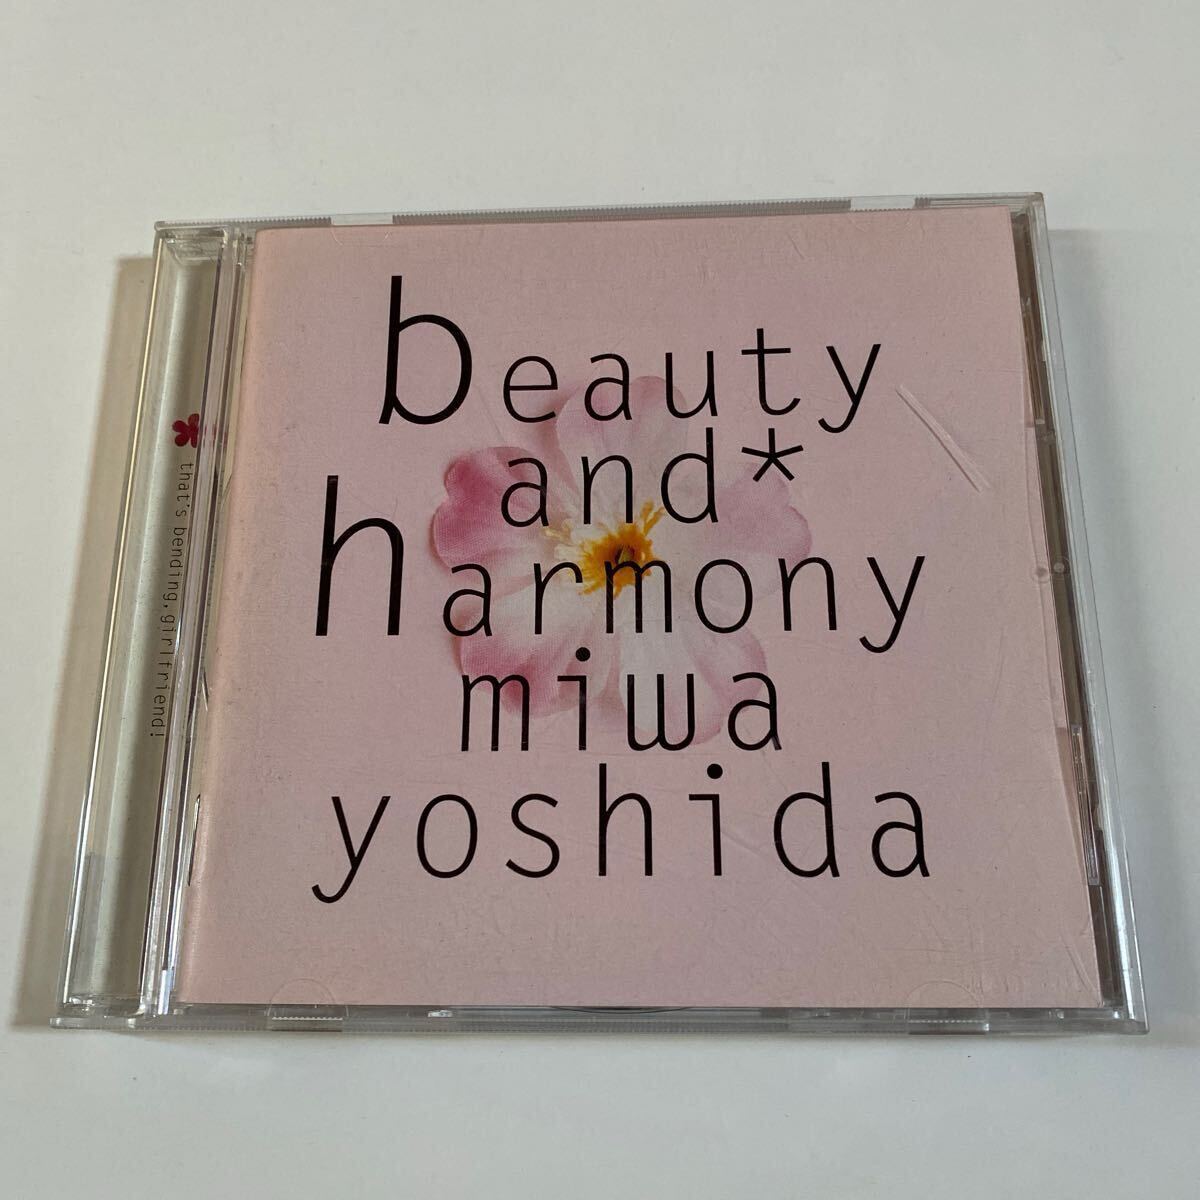 beauty
and*
harmony
miwa
yoshida
that's bending, girlfriend!